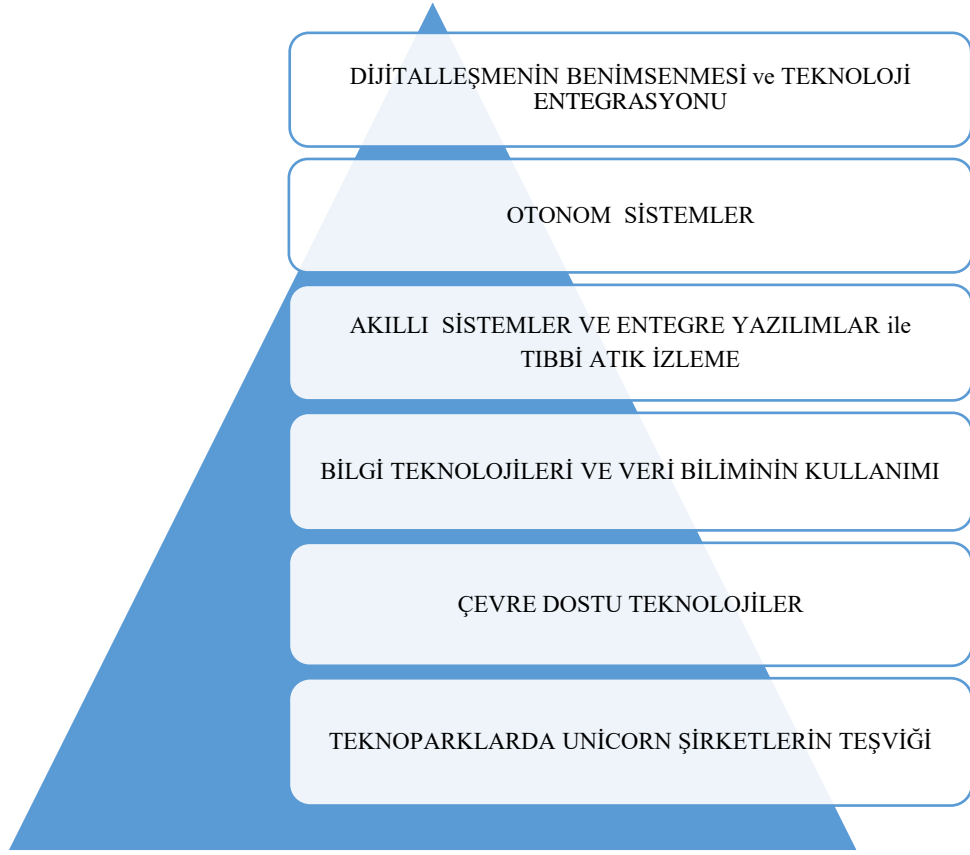 DİJİTALLEŞMENİN BENİMSENMESİ ve TEKNOLOJİ
ENTEGRASYONU
OTONOM SİSTEMLER
AKILLI SİSTEMLER VE ENTEGRE YAZILIMLAR ile
TIBBİ ATIK İZLEME
BİLGİ TEKNOLOJİLERİ VE VERİ BİLİMİNİN KULLANIMI
ÇEVRE DOSTU TEKNOLOJİLER
TEKNOPARKLARDA UNİCORN ŞİRKETLERİN TEŞVİĞİ